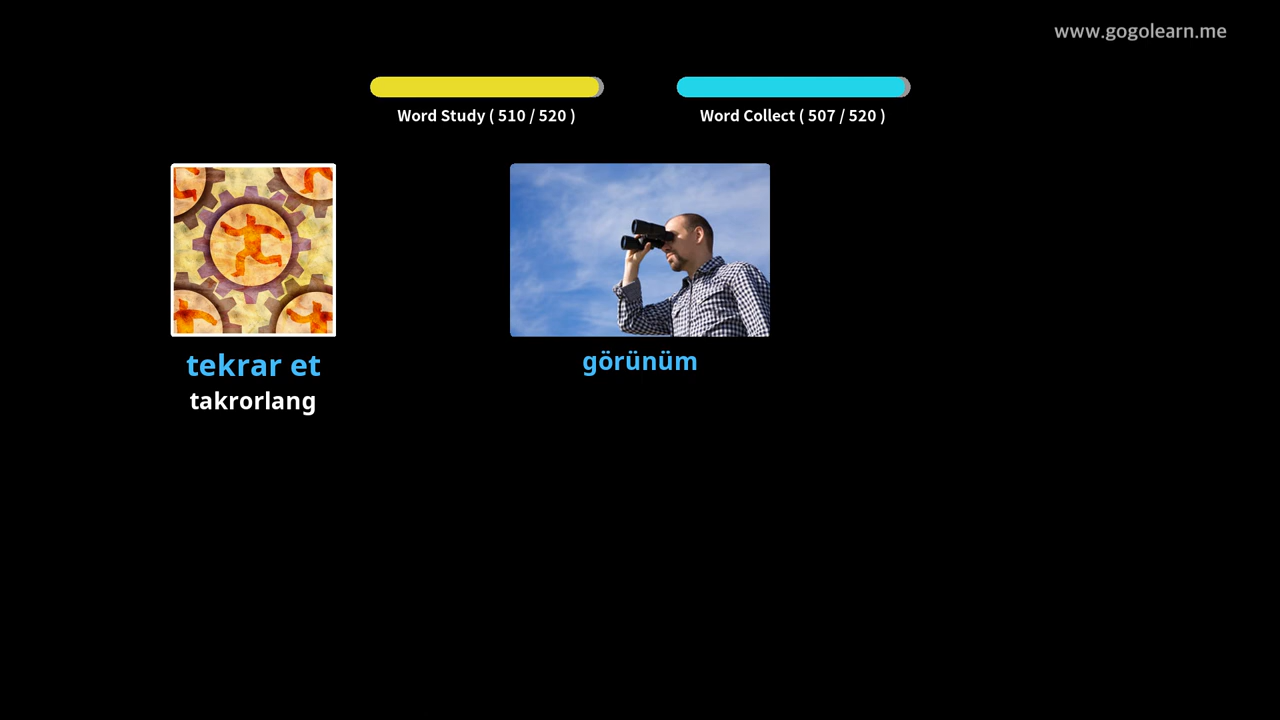 www.gogolearn.me
Word Study ( 510 / 520 )
Word Collect ( 507 / 520 )
tekrar et
takrorlang
görünüm